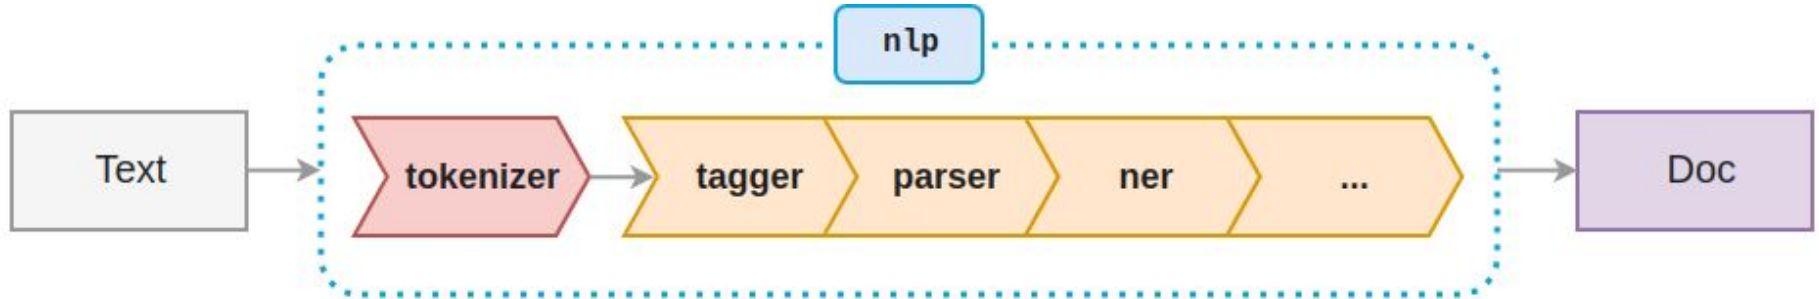 nlp
Text
tokenizer
tagger
parser
ner
...
Doc